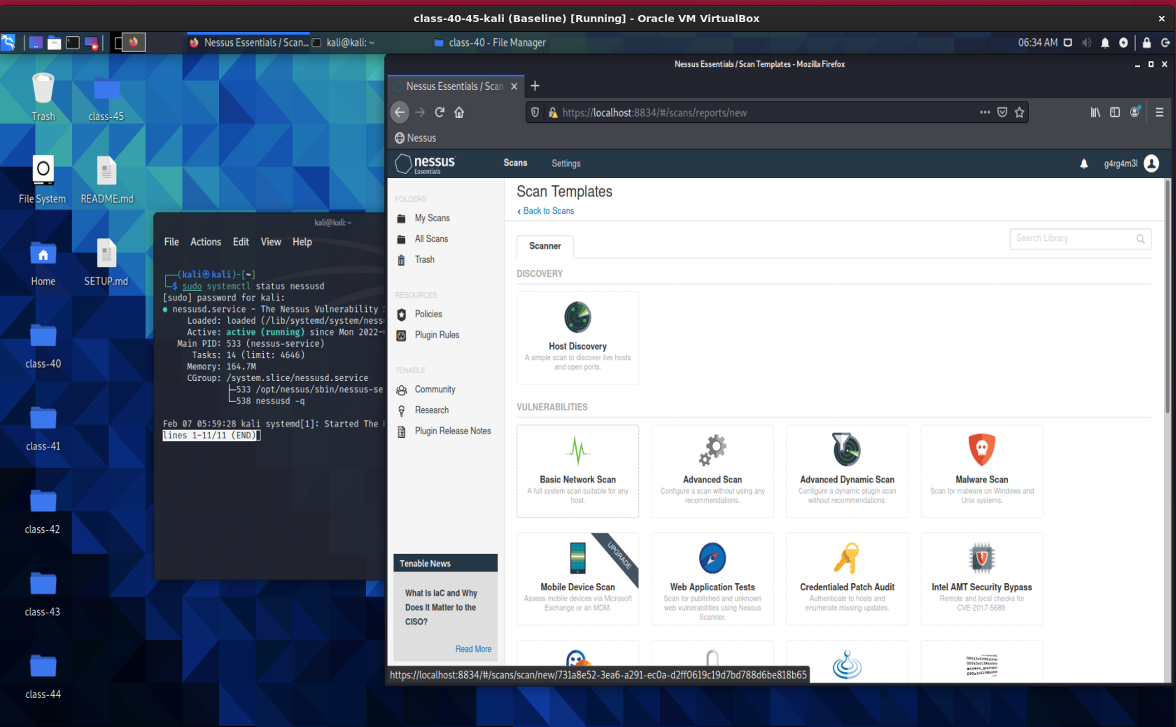 class-40-45-kali (Baseline) [Running] - Oracle VM VirtualBox
Nessus Essentials / Scan...
kali@kali: ~
class-40 - File Manager
06:34 AM
Trash
class-45
File System
README.md
Home
SETUP.md
class-40
class-41
class-42
class-43
class-44
kali@kali: ~
File Actions Edit View Help
(kali㉿kali)-[~]
$ sudo systemctl status nessusd
[sudo] password for kali:
● nessusd.service - The Nessus Vulnerability
Loaded: loaded (/lib/systemd/system/ness
Active: active (running) since Mon 2022-
Main PID: 533 (nessus-service)
Tasks: 14 (limit: 4646)
Memory: 164.7M
CGroup: /system.slice/nessusd.service
├─533 /opt/nessus/sbin/nessus-se
└─538 nessusd -q
Feb 07 05:59:28 kali systemd[1]: Started The
lines 1-11/11 (END)
Nessus Essentials / Scan Templates - Mozilla Firefox
Nessus Essentials / Scan
https://localhost:8834/#/scans/reports/new
Nessus
nessus
Essentials
Scans
Settings
g4rg4m3l
FOLDERS
My Scans
All Scans
Trash
RESOURCES
Policies
Plugin Rules
TENABLE
Community
Research
Plugin Release Notes
Tenable News
What Is IaC and Why
Does It Matter to the
CISO?
Read More
Scan Templates
‹ Back to Scans
Scanner
Search Library
DISCOVERY
Host Discovery
A simple scan to discover live hosts
and open ports.
VULNERABILITIES
Basic Network Scan
A full system scan suitable for any
host.
Advanced Scan
Configure a scan without using any
recommendations.
Advanced Dynamic Scan
Configure a dynamic plugin scan
without recommendations.
Malware Scan
Scan for malware on Windows and
Unix systems.
UPGRADE
Mobile Device Scan
Assess mobile devices via Microsoft
Exchange or an MDM.
Web Application Tests
Scan for published and unknown
web vulnerabilities using Nessus
Scanner.
Credentialed Patch Audit
Authenticate to hosts and
enumerate missing updates.
Intel AMT Security Bypass
Remote and local checks for
CVE-2017-5689.
https://localhost:8834/#/scans/scan/new/731a8e52-3ea6-a291-ec0a-d2ff0619c19d7bd788d6be818b65